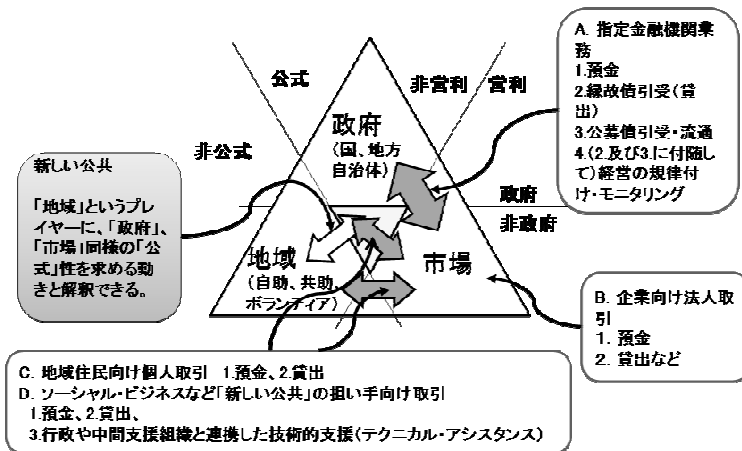 公式
非営利
営利
非公式
政府
(国、地方
自治体)
政府
非政府
地域
(自助、共助、
ボランティア)
市場
新しい公共
「地域」というプレ
イヤーに、「政府」、
「市場」同様の「公
式」性を求める動
きと解釈できる。
A. 指定金融機関業
務
1.預金
2.縁故債引受(貸
出)
3.公募債引受・流通
4.(2.及び3.に付随し
て)経営の規律付
け・モニタリング
B. 企業向け法人取
引
1. 預金
2. 貸出など
C. 地域住民向け個人取引 1.預金、2.貸出
D. ソーシャル・ビジネスなど「新しい公共」の担い手向け取引
1.預金、2.貸出、
3.行政や中間支援組織と連携した技術的支援(テクニカル・アシスタンス)